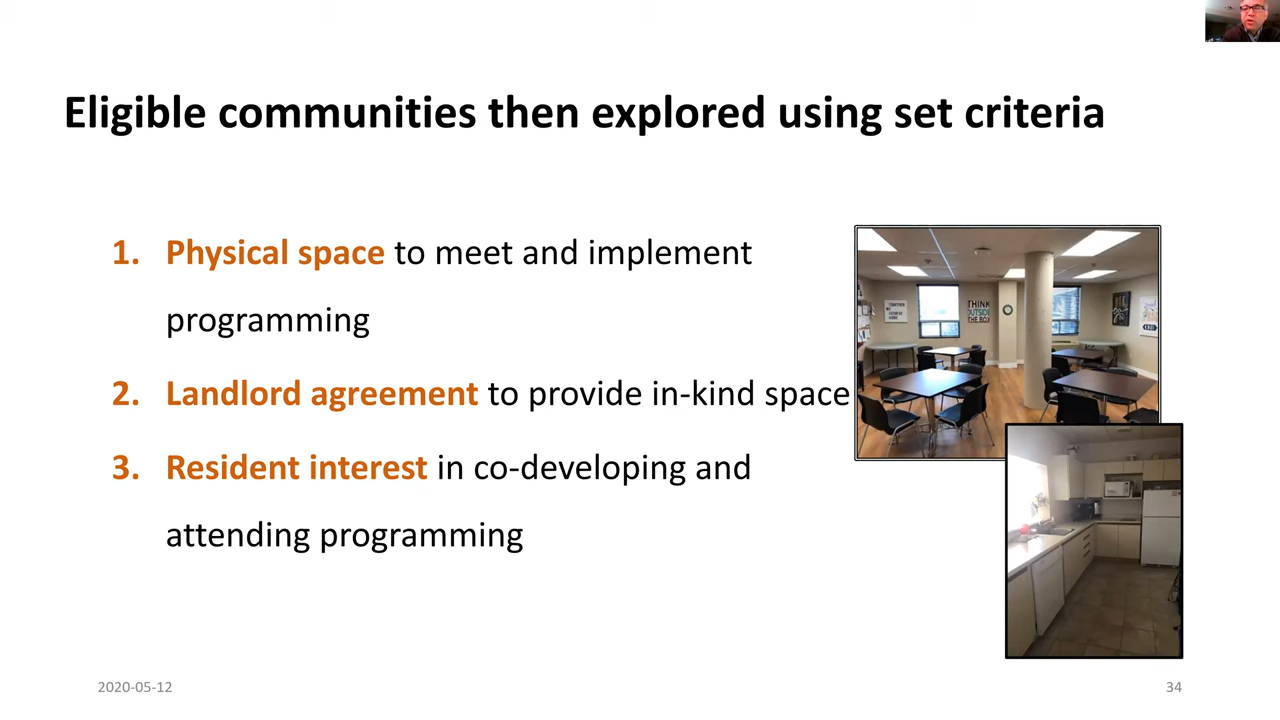 Eligible communities then explored using set criteria
1. Physical space to meet and implement
programming
2. Landlord agreement to provide in-kind space
3. Resident interest in co-developing and
attending programming
THINK
OUTSIDE
THE BOX
2020-05-12
34